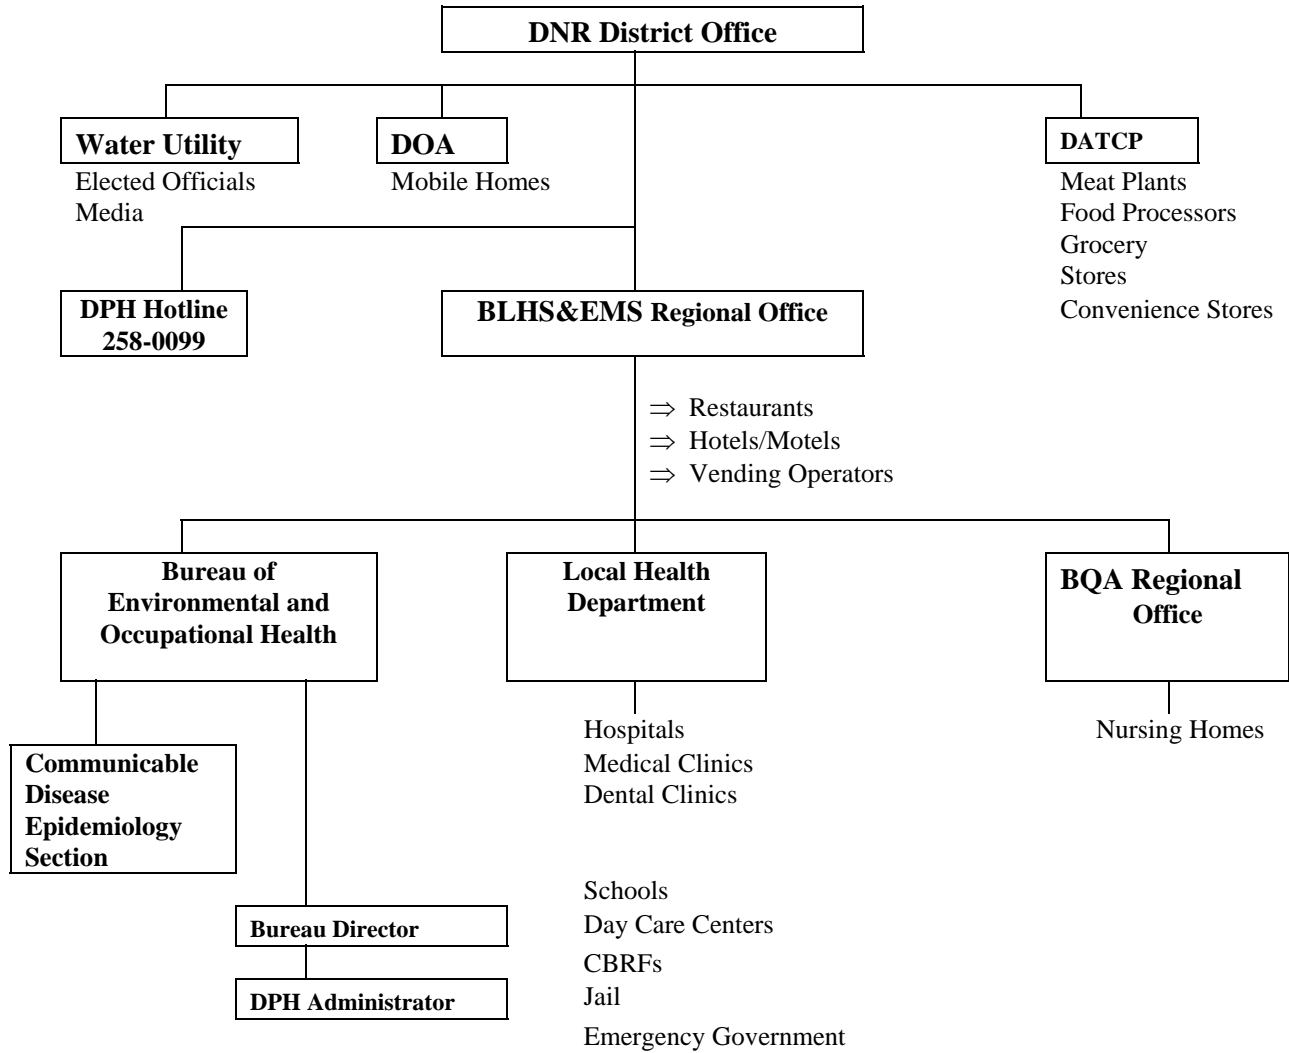 DNR District Office
Water Utility
Elected Officials
Media
DOA
Mobile Homes
DATCP
Meat Plants
Food Processors
Grocery
Stores
Convenience Stores
DPH Hotline
258-0099
BLHS&EMS Regional Office
⇒ Restaurants
⇒ Hotels/Motels
⇒ Vending Operators
Bureau of
Environmental and
Occupational Health
Local Health
Department
BQA Regional
Office
Communicable
Disease
Epidemiology
Section
Bureau Director
DPH Administrator
Hospitals
Medical Clinics
Dental Clinics
Schools
Day Care Centers
CBRFs
Jail
Emergency Government
Nursing Homes